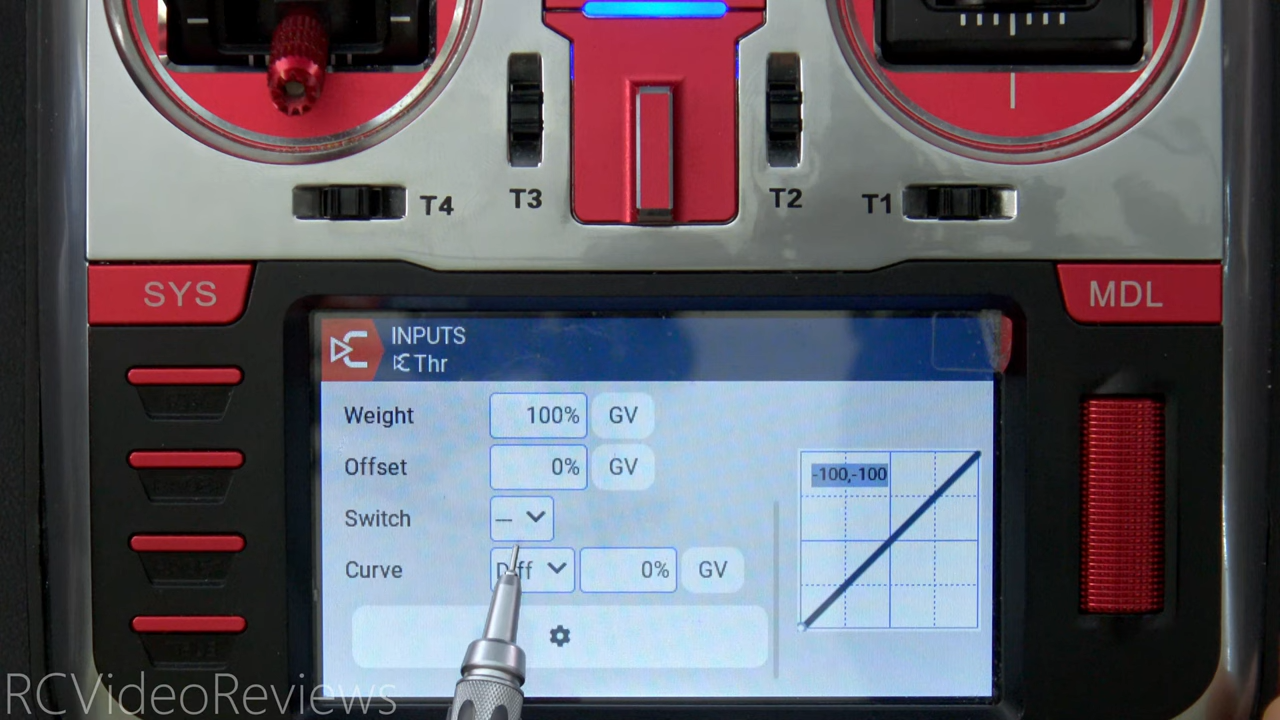 T4
T3
T2
T1
SYS
MDL
INPUTS
Thr
Weight 100% GV
Offset 0% GV
-100,-100
Switch ---
Curve Diff 0% GV
RCVideoReviews